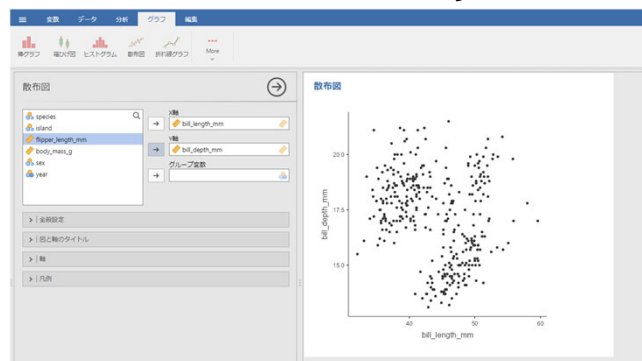 変数 データ 分析 グラフ 編集
棒グラフ 箱ひげ図 ヒストグラム 散布図 折れ線グラフ More
散布図
species
island
flipper_length_mm
body_mass_g
sex
year
X軸
bill_length_mm
Y軸
bill_depth_mm
グループ変数
全般設定
図と軸のタイトル
軸
凡例
散布図
bill_depth_mm
20.0
17.5
15.0
40 50 60
bill_length_mm